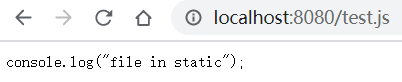 localhost:8080/test.js
console.log("file in static");